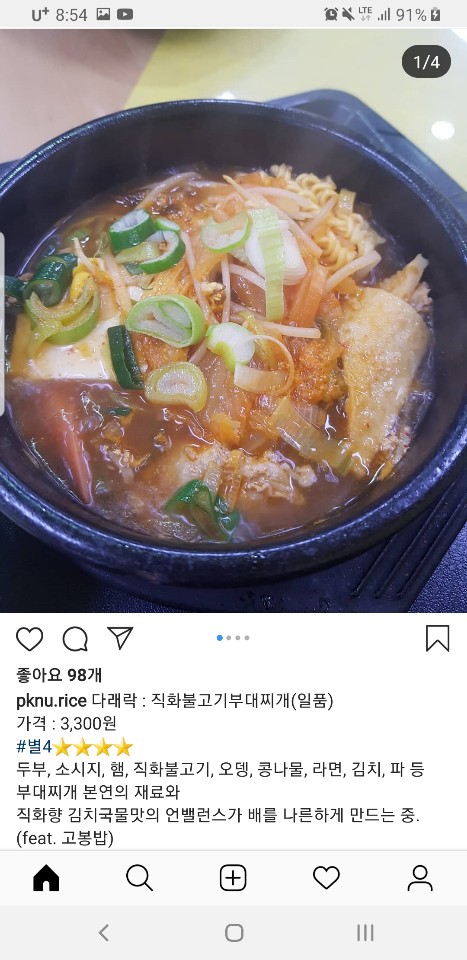 U+ 8:54 LTE 91%
1/4
좋아요 98개
pknu.rice 다래락 : 직화불고기부대찌개(일품)
가격 : 3,300원
#별4⭐⭐⭐⭐
두부, 소시지, 햄, 직화불고기, 오뎅, 콩나물, 라면, 김치, 파 등
부대찌개 본연의 재료와
직화향 김치국물맛의 언밸런스가 배를 나른하게 만드는 중.
(feat. 고봉밥)